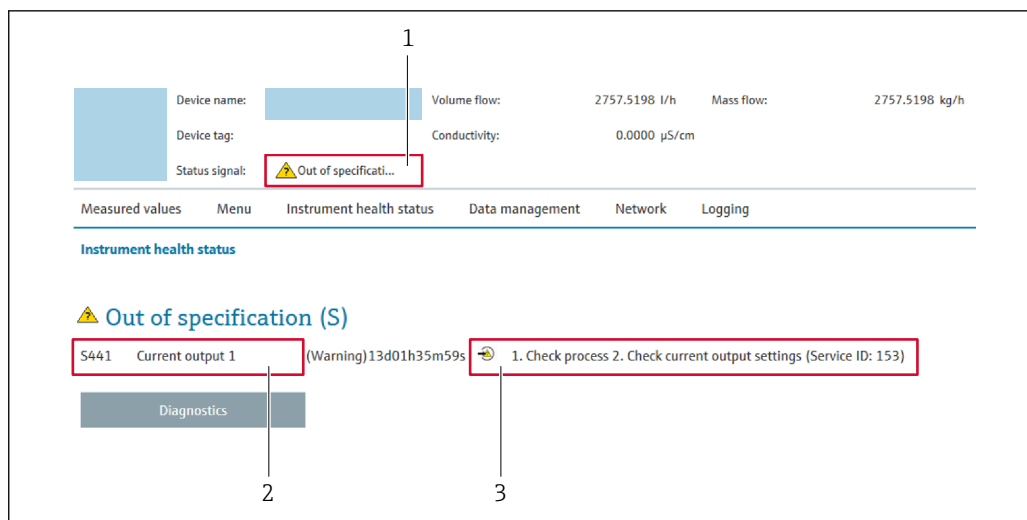 1
Device name: Volume flow: 2757.5198 l/h Mass flow: 2757.5198 kg/h
Device tag: Conductivity: 0.0000 µS/cm
Status signal: Out of specificati...
Measured values Menu Instrument health status Data management Network Logging
Instrument health status
Out of specification (S)
S441 Current output 1 (Warning)13d01h35m59s 1. Check process 2. Check current output settings (Service ID: 153)
Diagnostics
2 3